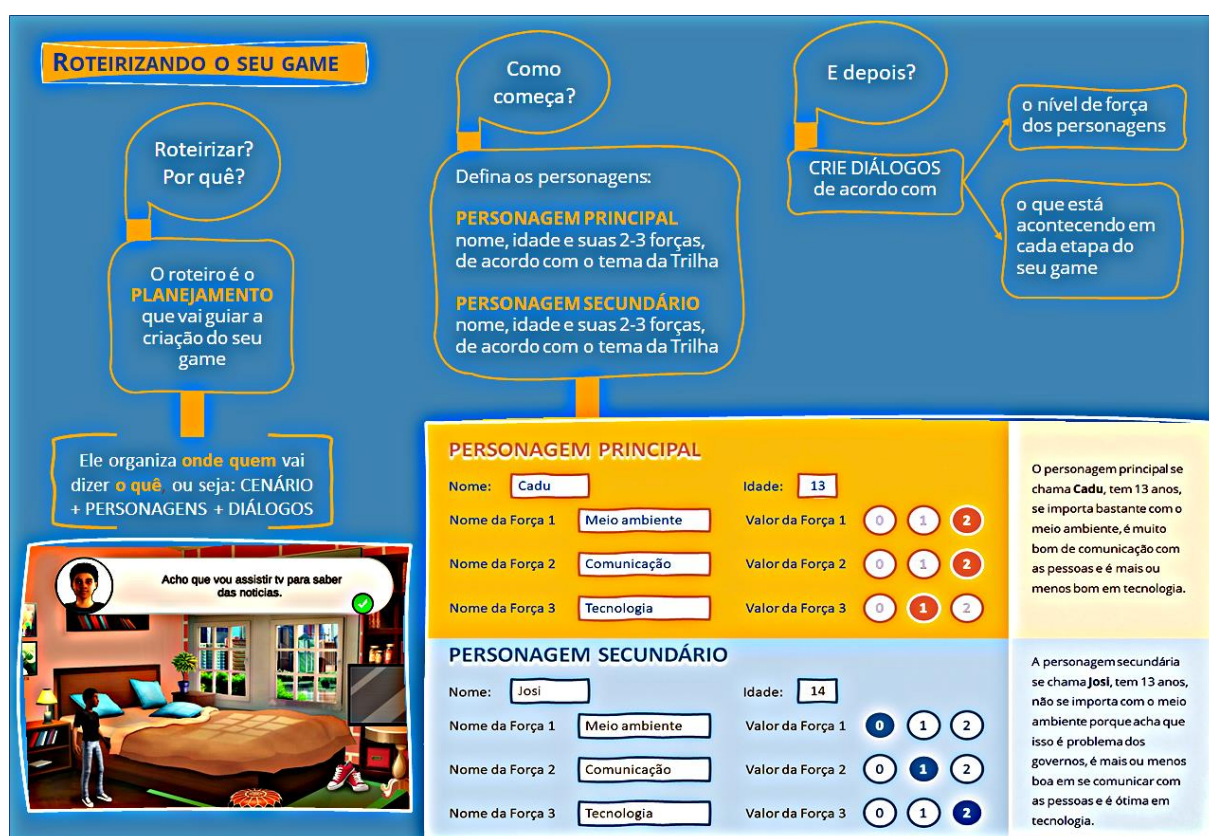 ROTEIRIZANDO O SEU GAME
Roteirizar?
Por quê?
O roteiro é o
PLANEJAMENTO
que vai guiar a
criação do seu
game
Ele organiza onde quem vai
dizer o quê, ou seja: CENÁRIO
+ PERSONAGENS + DIÁLOGOS
Acho que vou assistir tv para saber
das noticias.
Como
começa?
Defina os personagens:
PERSONAGEM PRINCIPAL
nome, idade e suas 2-3 forças,
de acordo com o tema da Trilha
PERSONAGEM SECUNDÁRIO
nome, idade e suas 2-3 forças,
de acordo com o tema da Trilha
E depois?
CRIE DIÁLOGOS
de acordo com
o nível de força
dos personagens
o que está
acontecendo em
cada etapa do
seu game
PERSONAGEM PRINCIPAL
Nome: Cadu Idade: 13
Nome da Força 1 Meio ambiente Valor da Força 1 0 1 2
Nome da Força 2 Comunicação Valor da Força 2 0 1 2
Nome da Força 3 Tecnologia Valor da Força 3 0 1 2
O personagem principal se
chama Cadu, tem 13 anos,
se importa bastante com o
meio ambiente, é muito
bom de comunicação com
as pessoas e é mais ou
menos bom em tecnologia.
PERSONAGEM SECUNDÁRIO
Nome: Josi Idade: 14
Nome da Força 1 Meio ambiente Valor da Força 1 0 1 2
Nome da Força 2 Comunicação Valor da Força 2 0 1 2
Nome da Força 3 Tecnologia Valor da Força 3 0 1 2
A personagem secundária
se chama Josi, tem 13 anos,
não se importa com o meio
ambiente porque acha que
isso é problema dos
governos, é mais ou menos
boa em se comunicar com
as pessoas e é ótima em
tecnologia.